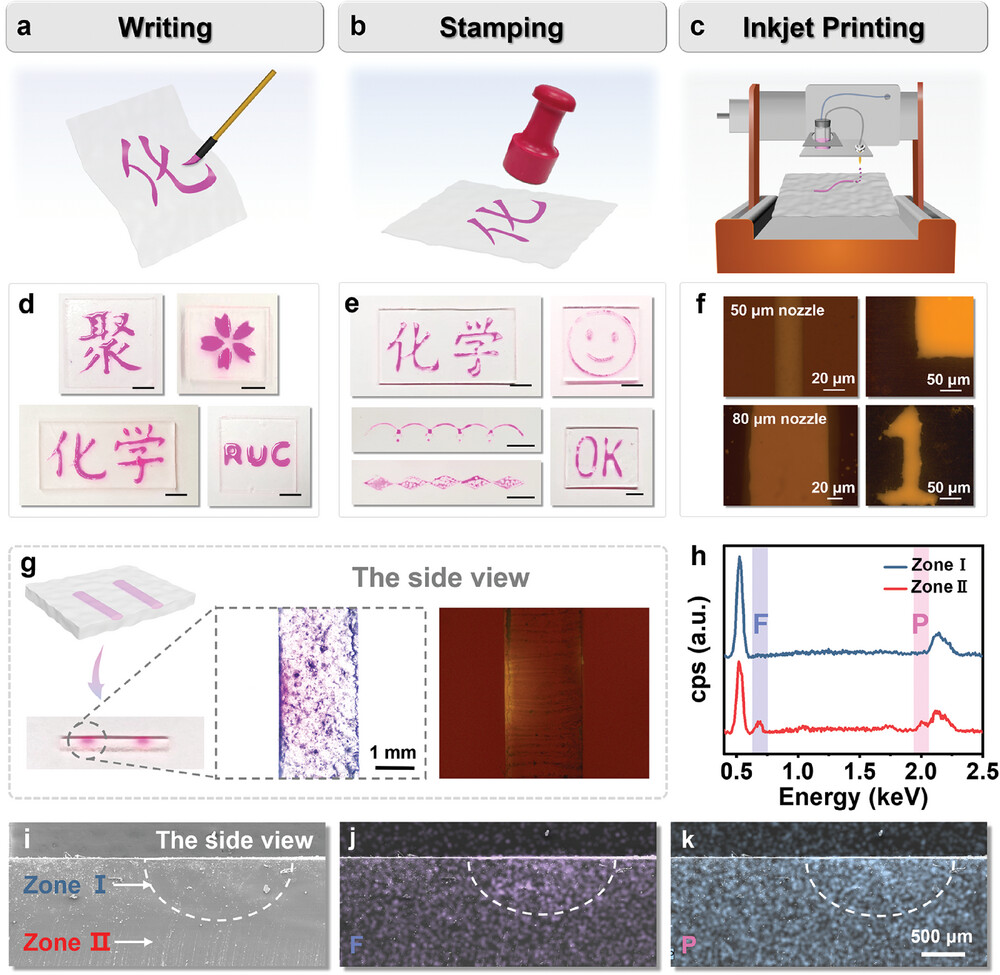 a Writing
b Stamping
c Inkjet Printing
化
化
d
聚
化学
RUC
e
化学
OK
f
50 µm nozzle
20 µm
50 µm
80 µm nozzle
20 µm
1
50 µm
g
The side view
1 mm
h
Zone Ⅰ
Zone Ⅱ
F
P
cps (a.u.)
0.5 1.0 1.5 2.0 2.5
Energy (keV)
i The side view
Zone Ⅰ
Zone Ⅱ
j
F
k
P
500 µm